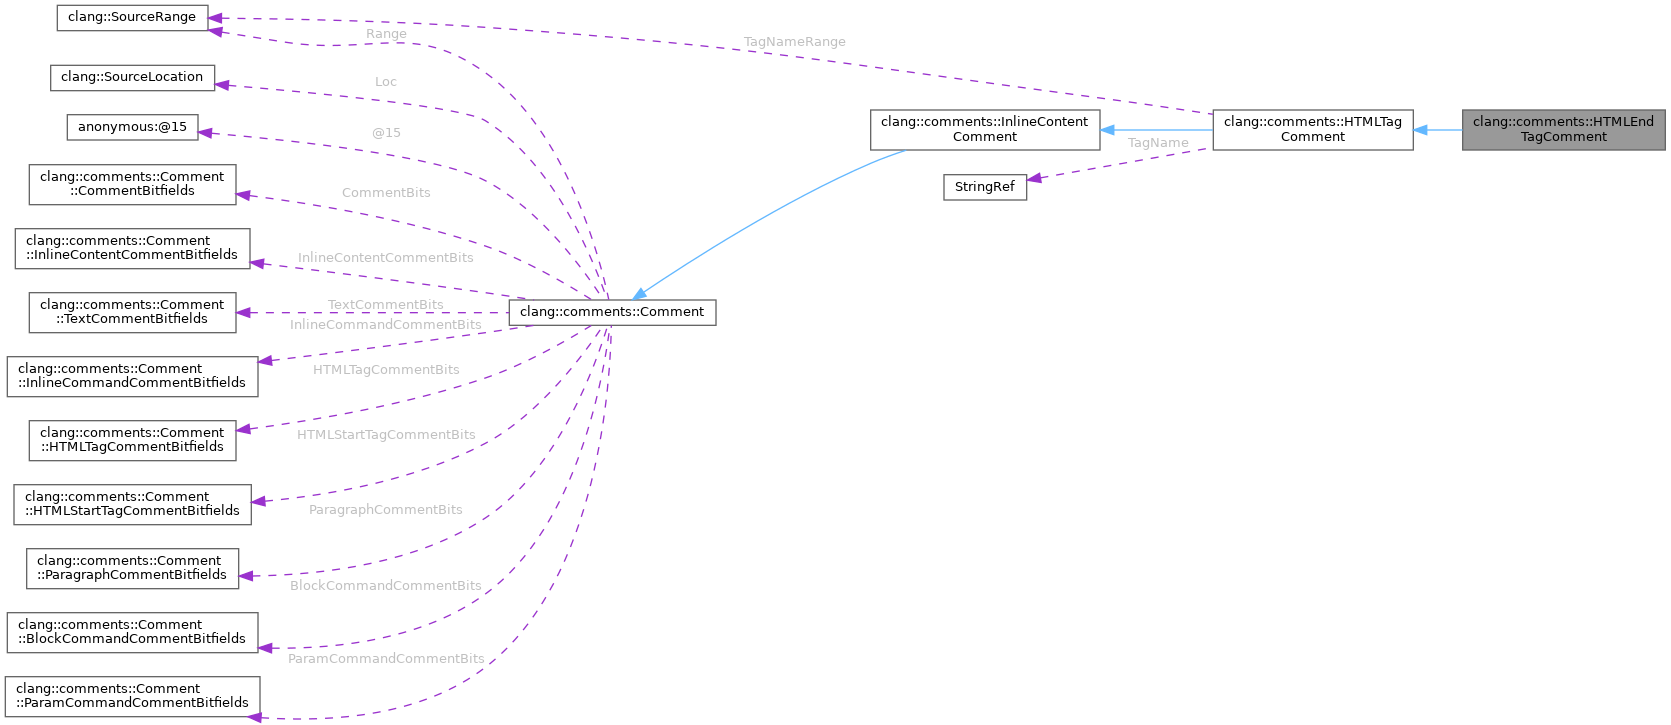 clang::SourceRange
Range
TagNameRange
clang::SourceLocation
Loc
anonymous:@15
@15
clang::comments::InlineContent
Comment
clang::comments::HTMLTag
Comment
clang::comments::HTMLEnd
TagComment
TagName
StringRef
clang::comments::Comment
::CommentBitfields
CommentBits
clang::comments::Comment
::InlineContentCommentBitfields
InlineContentCommentBits
clang::comments::Comment
::TextCommentBitfields
TextCommentBits
clang::comments::Comment
InlineCommandCommentBits
clang::comments::Comment
::InlineCommandCommentBitfields
HTMLTagCommentBits
clang::comments::Comment
::HTMLTagCommentBitfields
HTMLStartTagCommentBits
clang::comments::Comment
::HTMLStartTagCommentBitfields
ParagraphCommentBits
clang::comments::Comment
::ParagraphCommentBitfields
BlockCommandCommentBits
clang::comments::Comment
::BlockCommandCommentBitfields
ParamCommandCommentBits
clang::comments::Comment
::ParamCommandCommentBitfields